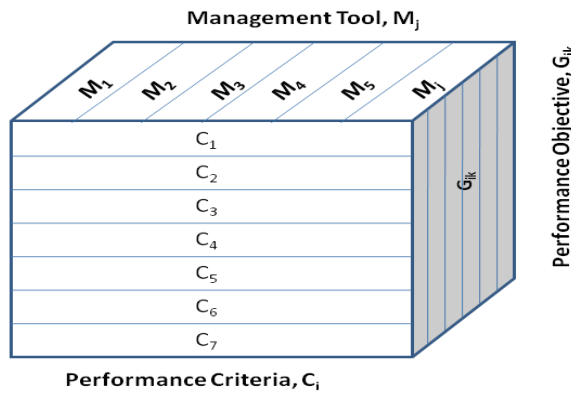 Management Tool, Mj
M1 M2 M3 M4 M5 Mj
C1
C2
C3
C4
C5
C6
C7
Gik
Performance Objective, Gik
Performance Criteria, Ci